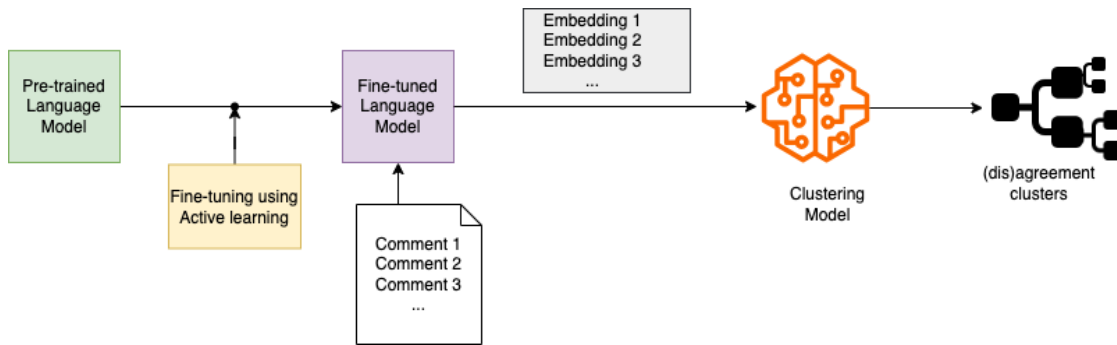 Pre-trained
Language
Model
Fine-tuning using
Active learning
Fine-tuned
Language
Model
Comment 1
Comment 2
Comment 3
...
Embedding 1
Embedding 2
Embedding 3
...
Clustering
Model
(dis)agreement
clusters